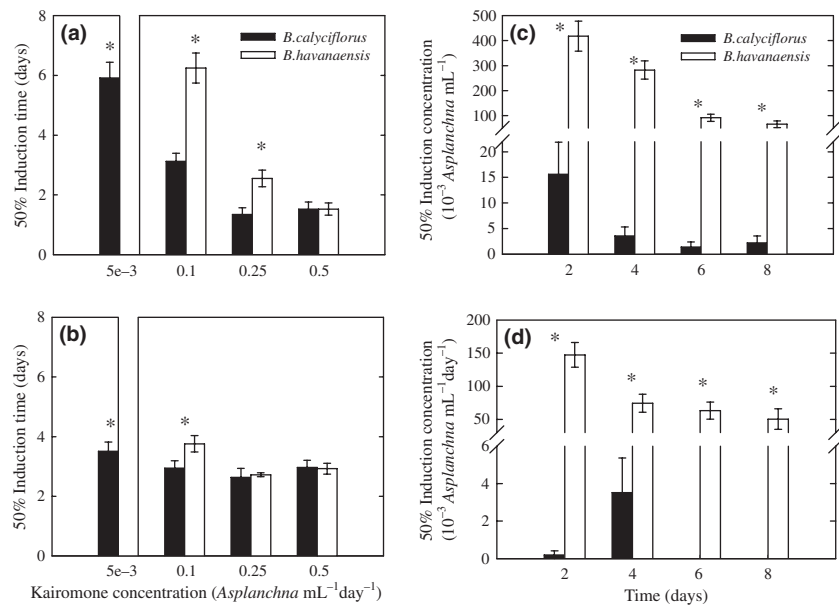 (a)
B.calyciflorus
B.havanaensis
50% Induction time (days)
8
6
4
2
0
* * *
5e–3 0.1 0.25 0.5
(b)
50% Induction time (days)
8
6
4
2
0
* *
5e–3 0.1 0.25 0.5
Kairomone concentration (Asplanchna mL−1day−1)
(c)
B.calyciflorus
B.havanaensis
50% Induction concentration
(10−3 Asplanchna mL−1)
500
400
300
200
100
20
15
10
5
0
* * * *
2 4 6 8
(d)
50% Induction concentration
(10−3 Asplanchna mL−1day−1)
200
150
100
50
6
4
2
0
* * * *
2 4 6 8
Time (days)